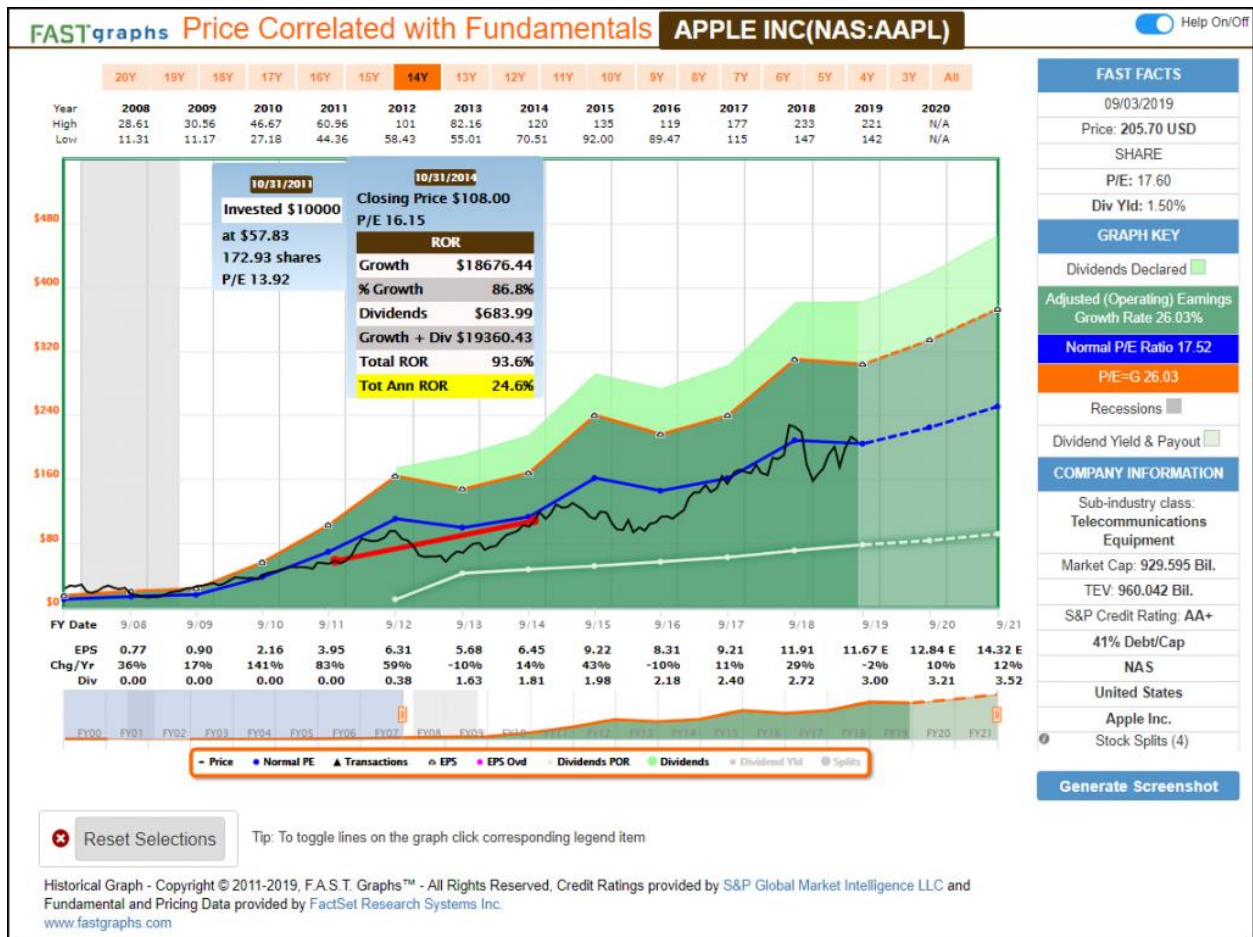 FAST graphs Price Correlated with Fundamentals APPLE INC(NAS:AAPL)
Help On/Off
20Y 19Y 18Y 17Y 16Y 15Y 14Y 13Y 12Y 11Y 10Y 9Y 8Y 7Y 6Y 5Y 4Y 3Y All
Year 2008 2009 2010 2011 2012 2013 2014 2015 2016 2017 2018 2019 2020
High 28.61 30.56 46.67 60.96 101 82.16 120 135 119 177 233 221 N/A
Low 11.31 11.17 27.18 44.36 58.43 55.01 70.51 92.00 89.47 115 147 142 N/A
$480
$400
$320
$240
$160
$80
$0
10/31/2011
Invested $10000
at $57.83
172.93 shares
P/E 13.92
10/31/2014
Closing Price $108.00
P/E 16.15
ROR
Growth $18676.44
% Growth 86.8%
Dividends $683.99
Growth + Div $19360.43
Total ROR 93.6%
Tot Ann ROR 24.6%
FY Date 9/08 9/09 9/10 9/11 9/12 9/13 9/14 9/15 9/16 9/17 9/18 9/19 9/20 9/21
EPS 0.77 0.90 2.16 3.95 6.31 5.68 6.45 9.22 8.31 9.21 11.91 11.67 E 12.84 E 14.32 E
Chg/Yr 36% 17% 141% 83% 59% -10% 14% 43% -10% 11% 29% -2% 10% 12%
Div 0.00 0.00 0.00 0.00 0.38 1.63 1.81 1.98 2.18 2.40 2.72 3.00 3.21 3.52
FY00 FY01 FY02 FY03 FY04 FY05 FY06 FY07 FY08 FY09 FY10 FY11 FY12 FY13 FY14 FY15 FY16 FY17 FY18 FY19 FY20 FY21
Price Normal PE Transactions EPS EPS Ovd Dividends POR Dividends Dividend Yld Splits
FAST FACTS
09/03/2019
Price: 205.70 USD
SHARE
P/E: 17.60
Div Yld: 1.50%
GRAPH KEY
Dividends Declared
Adjusted (Operating) Earnings
Growth Rate 26.03%
Normal P/E Ratio 17.52
P/E=G 26.03
Recessions
Dividend Yield & Payout
COMPANY INFORMATION
Sub-industry class:
Telecommunications
Equipment
Market Cap: 929.595 Bil.
TEV: 960.042 Bil.
S&P Credit Rating: AA+
41% Debt/Cap
NAS
United States
Apple Inc.
Stock Splits (4)
Generate Screenshot
Reset Selections
Tip: To toggle lines on the graph click corresponding legend item
Historical Graph - Copyright © 2011-2019, F.A.S.T. Graphs™ - All Rights Reserved, Credit Ratings provided by S&P Global Market Intelligence LLC and
Fundamental and Pricing Data provided by FactSet Research Systems Inc.
www.fastgraphs.com